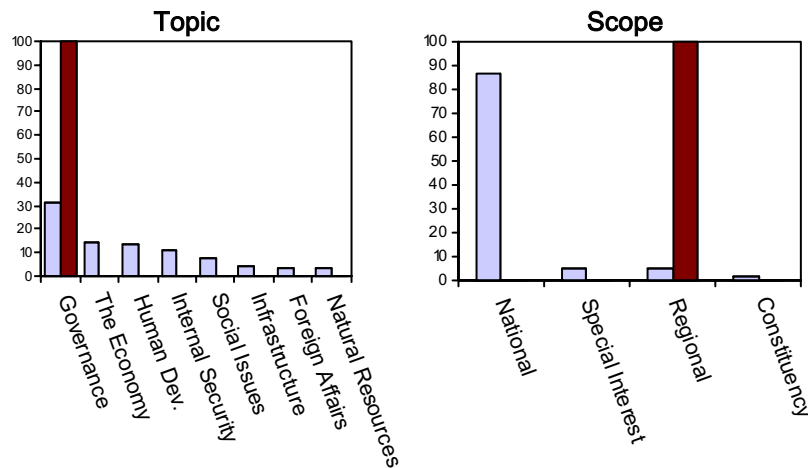 Topic
100
90
80
70
60
50
40
30
20
10
0
Governance
The Economy
Human Dev.
Internal Security
Social Issues
Infrastructure
Foreign Affairs
Natural Resources
Scope
100
90
80
70
60
50
40
30
20
10
0
National
Special Interest
Regional
Constituency